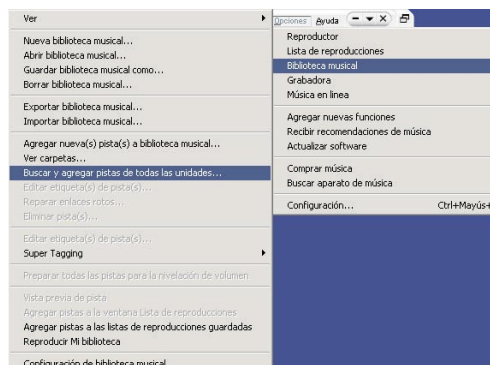 Ver
Nueva biblioteca musical...
Abrir biblioteca musical...
Guardar biblioteca musical como...
Borrar biblioteca musical...
Exportar biblioteca musical...
Importar biblioteca musical...
Agregar nueva(s) pista(s) a biblioteca musical...
Ver carpetas...
Buscar y agregar pistas de todas las unidades...
Editar etiqueta(s) de pista(s)...
Reparar enlaces rotos...
Eliminar pista(s)...
Editar etiqueta(s) de pista(s)...
Super Tagging
Preparar todas las pistas para la nivelación de volumen
Vista previa de pista
Agregar pistas a la ventana Lista de reproducciones
Agregar pistas a las listas de reproducciones guardadas
Reproducir Mi biblioteca
Configuración de biblioteca musical
Opciones Ayuda
Reproductor
Lista de reproducciones
Biblioteca musical
Grabadora
Música en línea
Agregar nuevas funciones
Recibir recomendaciones de música
Actualizar software
Comprar música
Buscar aparato de música
Configuración... Ctrl+Mayús+